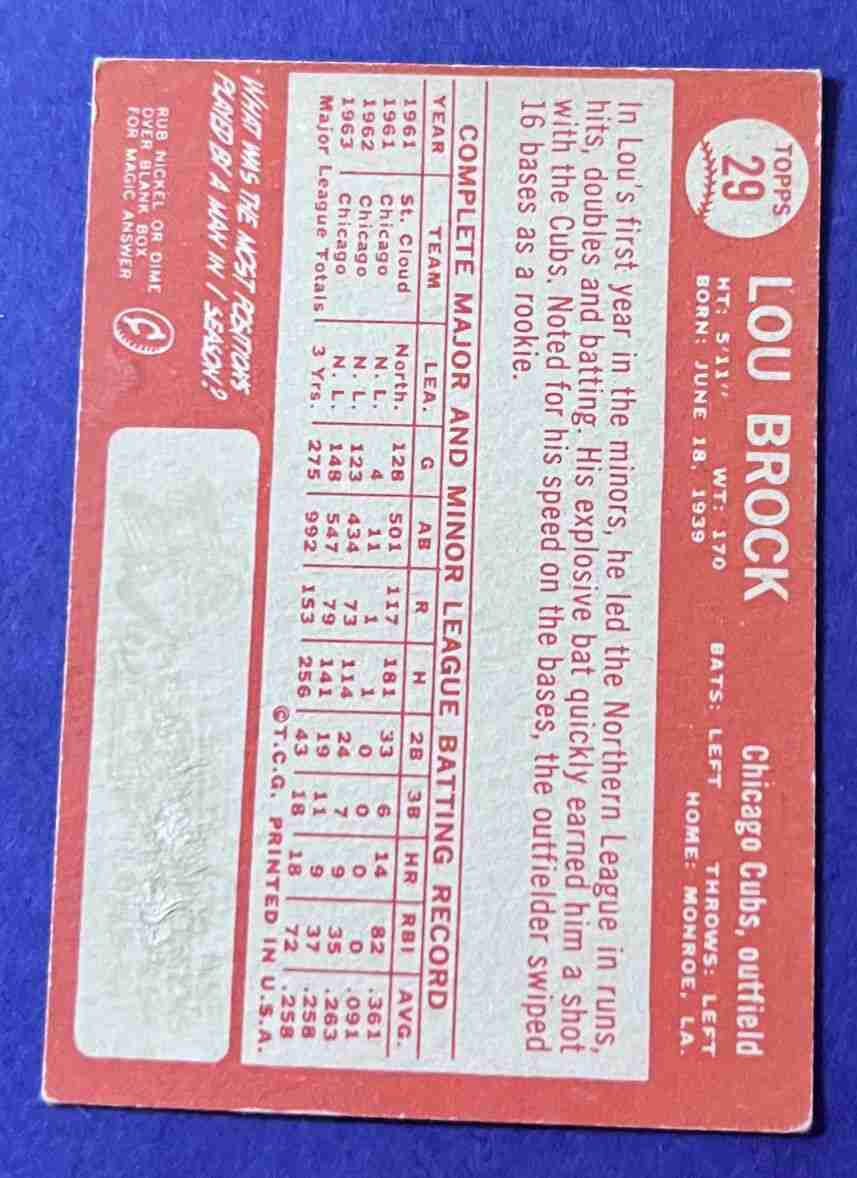 TOPPS
29
LOU BROCK
Chicago Cubs, outfield
HT: 5'11" WT: 170 BATS: LEFT THROWS: LEFT
BORN: JUNE 18, 1939 HOME: MONROE, LA.
In Lou's first year in the minors, he led the Northern League in runs,
hits, doubles and batting. His explosive bat quickly earned him a shot
with the Cubs. Noted for his speed on the bases, the outfielder swiped
16 bases as a rookie.
COMPLETE MAJOR AND MINOR LEAGUE BATTING RECORD
YEAR TEAM LEA. G AB R H 2B 3B HR RBI AVG.
1961 St. Cloud North. 128 501 117 181 33 6 14 82 .361
1961 Chicago N. L. 4 11 1 1 0 0 0 0 .091
1962 Chicago N. L. 123 434 73 114 24 7 9 35 .263
1963 Chicago N. L. 148 547 79 141 19 11 9 37 .258
Major League Totals 3 Yrs. 275 992 153 256 43 18 18 72 .258
©T.C.G. PRINTED IN U.S.A.
WHAT WAS THE MOST POSITIONS
PLAYED BY A MAN IN 1 SEASON?
RUB NICKEL OR DIME
OVER BLANK BOX
FOR MAGIC ANSWER